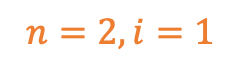 n = 2, i = 1